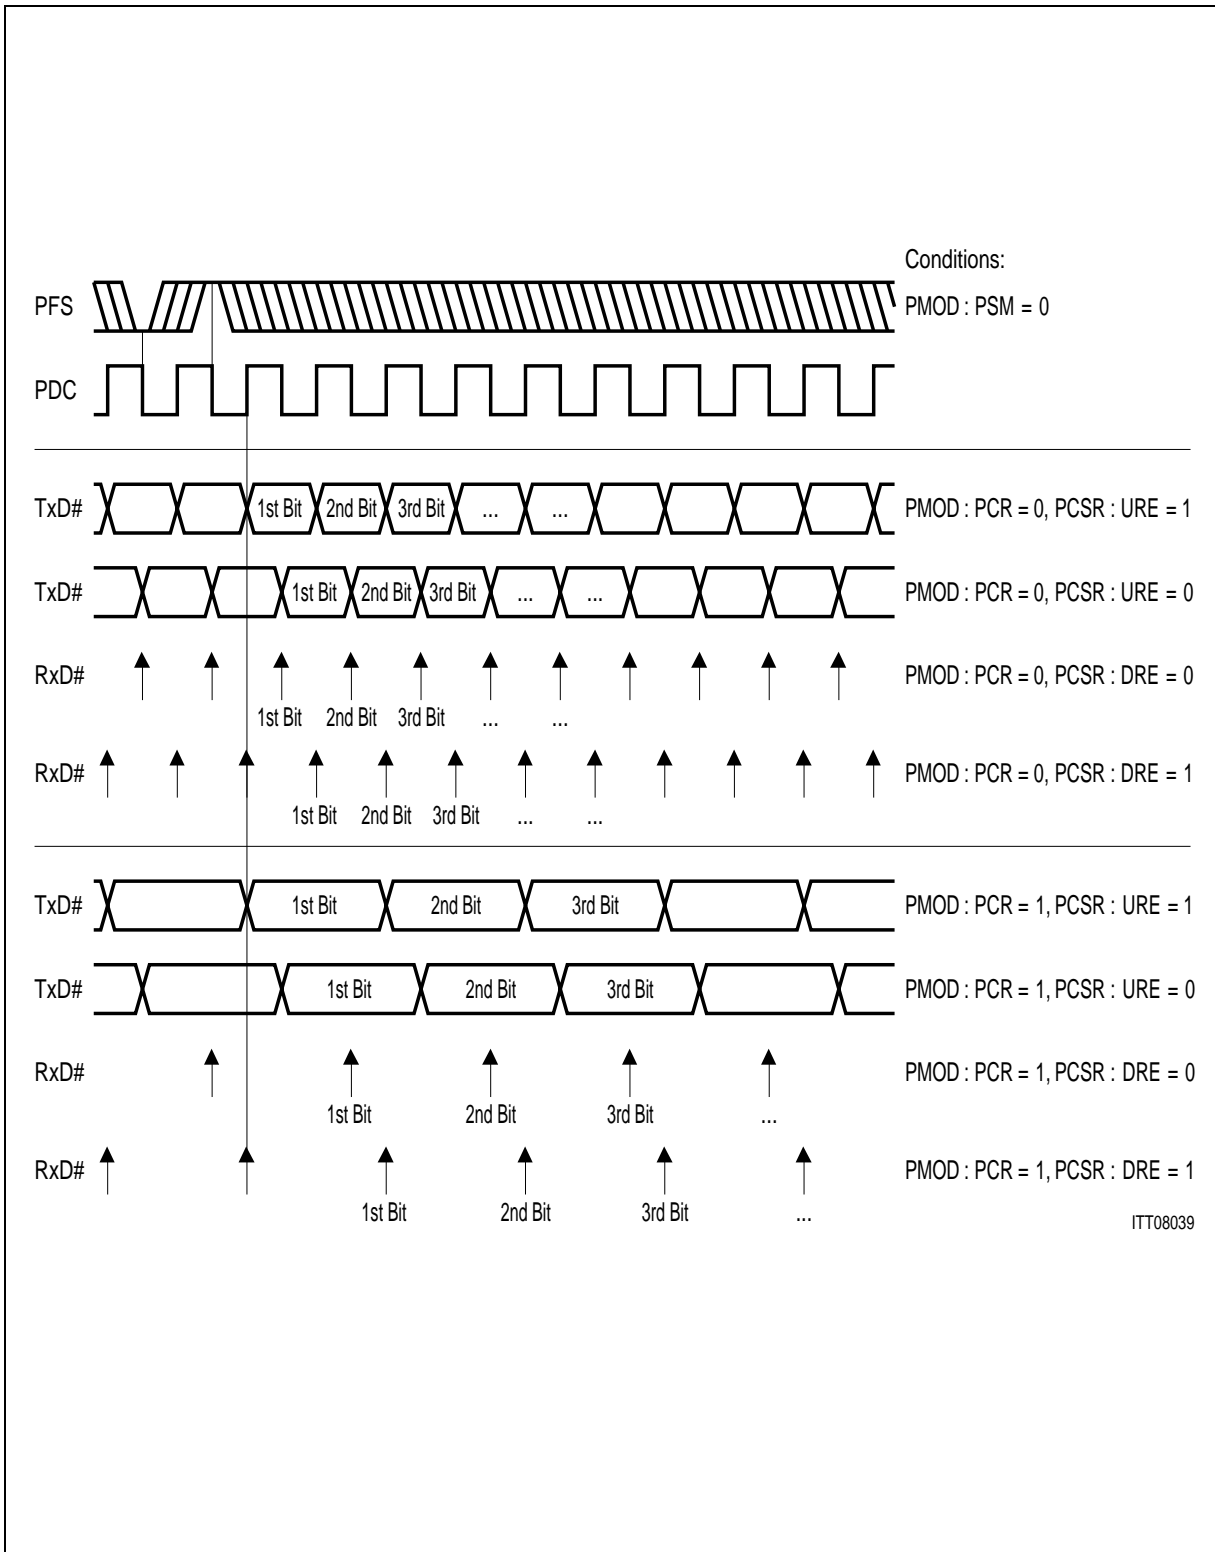 Conditions:
PFS PMOD : PSM = 0
PDC
TxD# 1st Bit 2nd Bit 3rd Bit ... ... PMOD : PCR = 0, PCSR : URE = 1
TxD# 1st Bit 2nd Bit 3rd Bit ... ... PMOD : PCR = 0, PCSR : URE = 0
RxD# PMOD : PCR = 0, PCSR : DRE = 0
1st Bit 2nd Bit 3rd Bit ... ...
RxD# PMOD : PCR = 0, PCSR : DRE = 1
1st Bit 2nd Bit 3rd Bit ... ...
TxD# 1st Bit 2nd Bit 3rd Bit PMOD : PCR = 1, PCSR : URE = 1
TxD# 1st Bit 2nd Bit 3rd Bit PMOD : PCR = 1, PCSR : URE = 0
RxD# PMOD : PCR = 1, PCSR : DRE = 0
1st Bit 2nd Bit 3rd Bit ...
RxD# PMOD : PCR = 1, PCSR : DRE = 1
1st Bit 2nd Bit 3rd Bit ...
ITT08039